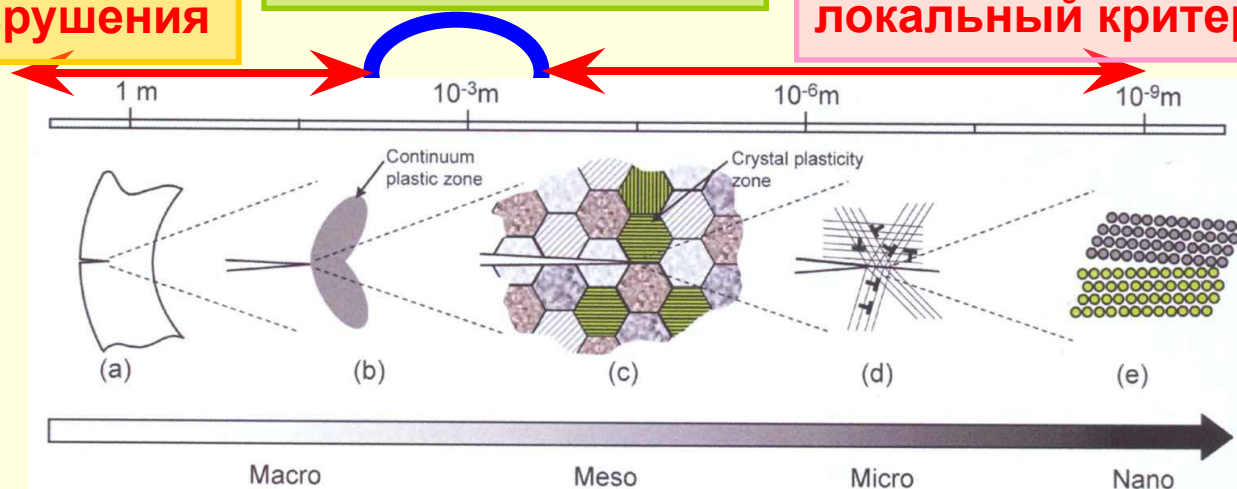 рушения
локальный критер
1 m
10⁻³m
10⁻⁶m
10⁻⁹m
Continuum
plastic zone
Crystal plasticity
zone
(a)
(b)
(c)
(d)
(e)
Macro
Meso
Micro
Nano